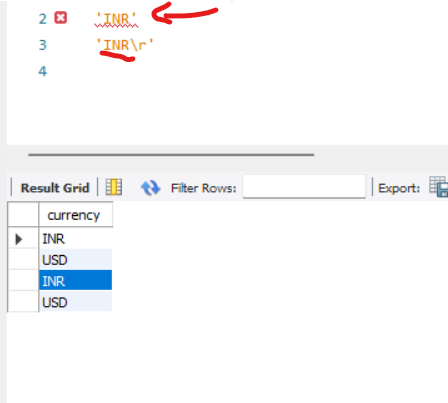 2 'INR'
3 'INR\r'
4
Result Grid Filter Rows: Export:
currency
INR
USD
INR
USD